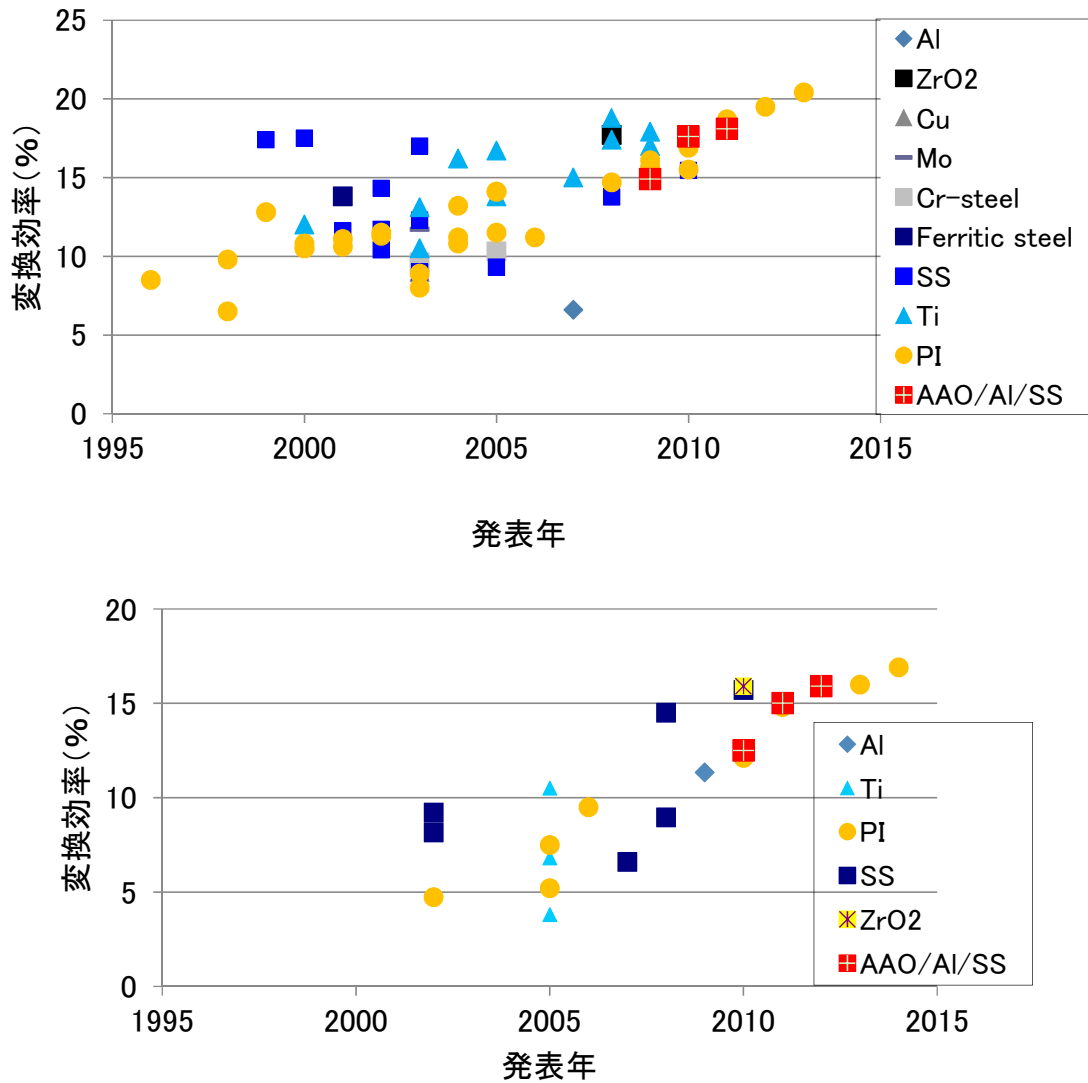 25
20
15
10
5
0
変換効率(%)
1995
2000
2005
2010
2015
発表年
Al
ZrO2
Cu
Mo
Cr-steel
Ferritic steel
SS
Ti
PI
AAO/Al/SS
20
15
10
5
0
変換効率(%)
1995
2000
2005
2010
2015
発表年
Al
Ti
PI
SS
ZrO2
AAO/Al/SS